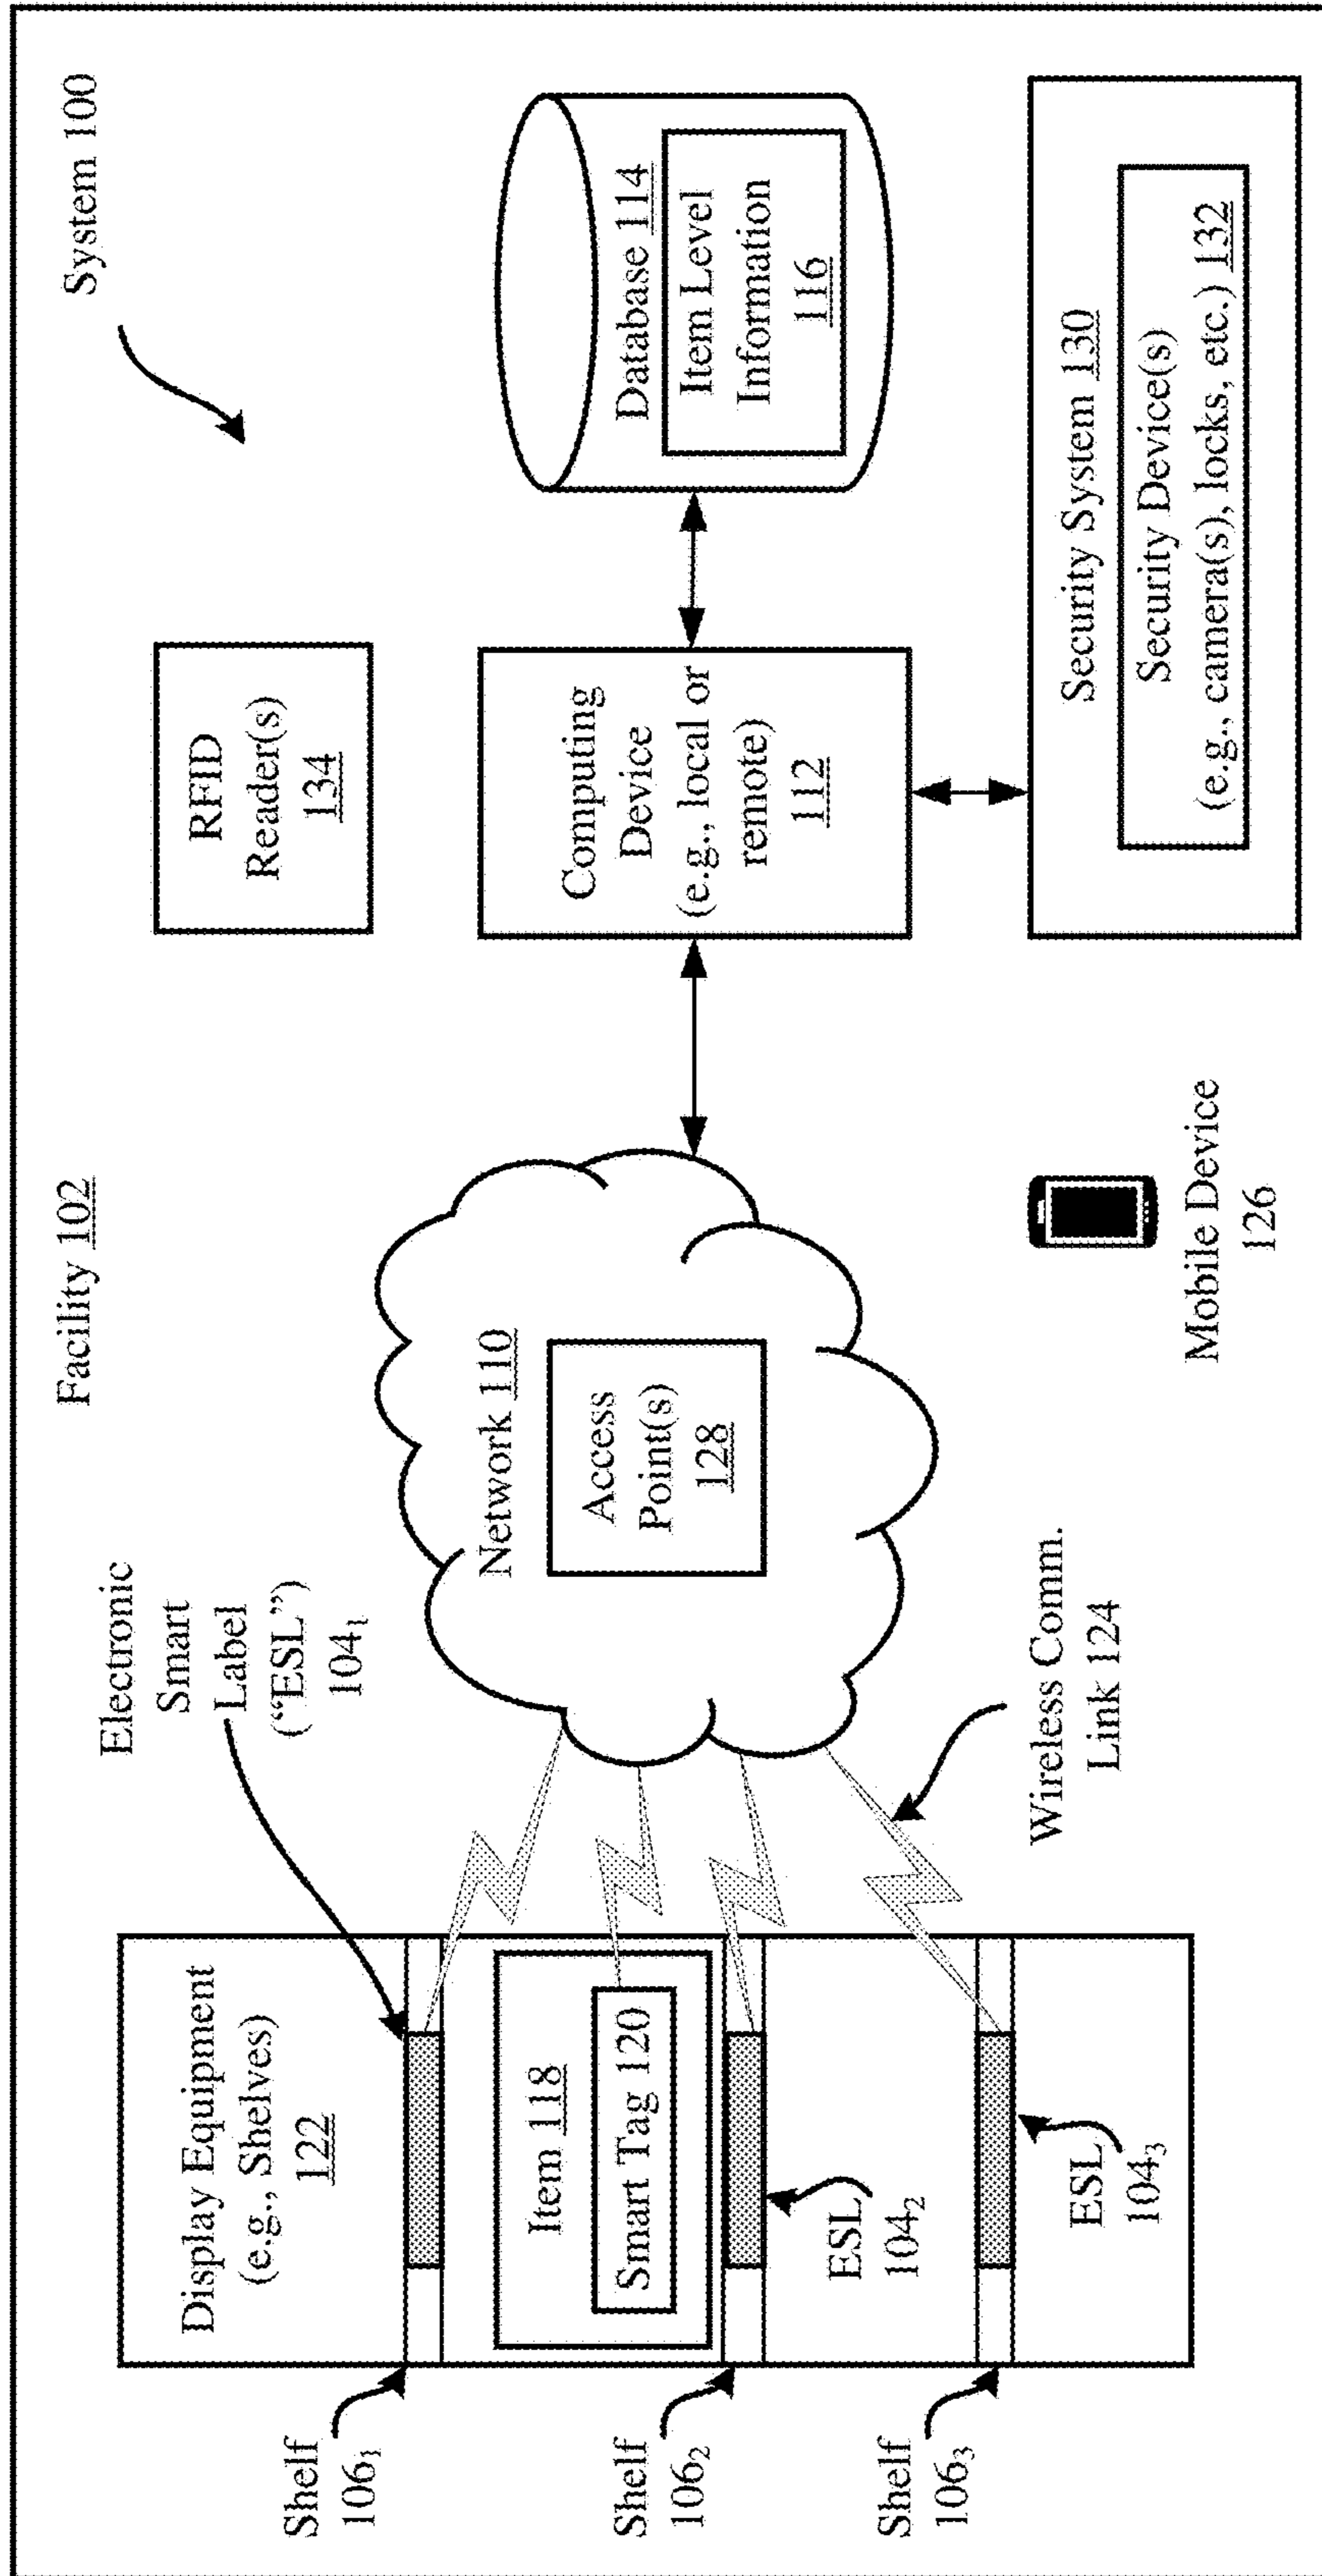 Facility 102
System 100
Display Equipment
(e.g., Shelves)
122
Electronic
Smart
Label
(“ESL”)
104₁
Shelf
106₁
Item 118
Smart Tag 120
Shelf
106₂
ESL
104₂
Shelf
106₃
ESL
104₃
Network 110
Access
Point(s)
128
Wireless Comm.
Link 124
Mobile Device
126
RFID
Reader(s)
134
Computing
Device
(e.g., local or
remote)
112
Database 114
Item Level
Information
116
Security System 130
Security Device(s)
(e.g., camera(s), locks, etc.) 132